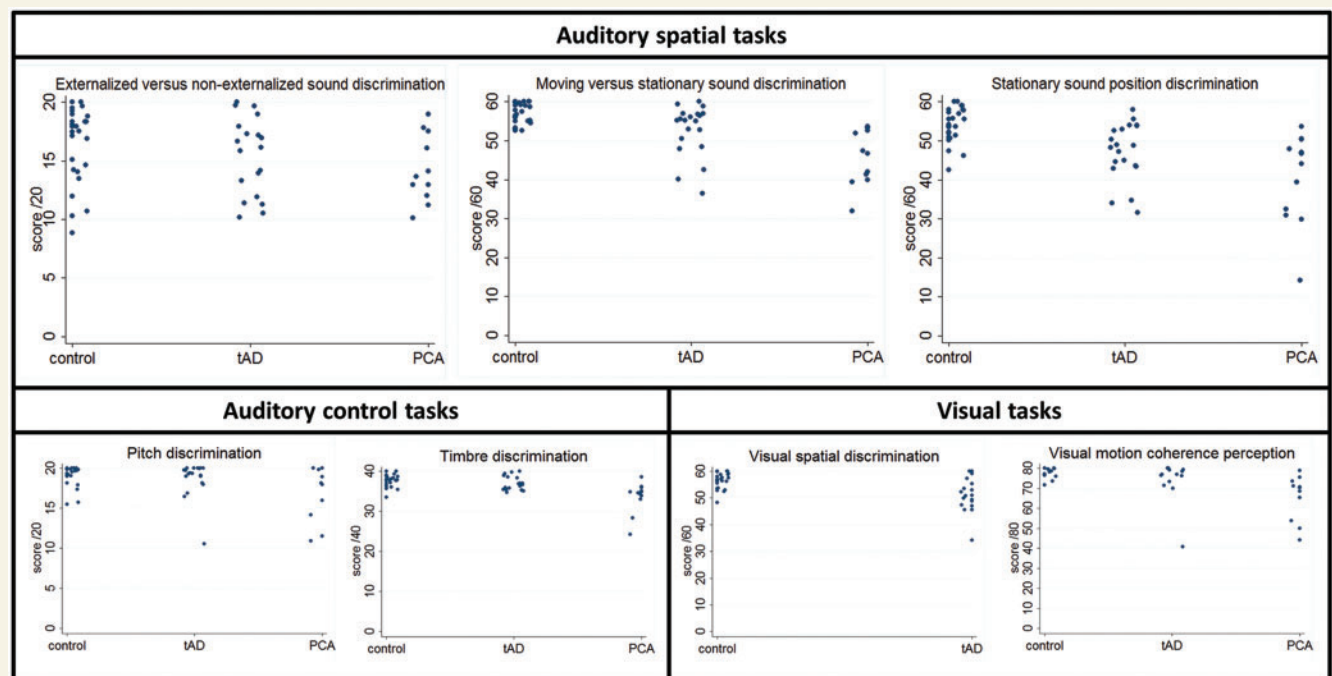 Auditory spatial tasks
Externalized versus non-externalized sound discrimination
score /20
20
15
10
5
0
control tAD PCA
Moving versus stationary sound discrimination
score /60
60
50
40
30
20
10
0
control tAD PCA
Stationary sound position discrimination
score /60
60
50
40
30
20
10
0
control tAD PCA
Auditory control tasks
Pitch discrimination
score /20
20
15
10
5
0
control tAD PCA
Timbre discrimination
score /40
40
30
20
10
0
control tAD PCA
Visual tasks
Visual spatial discrimination
score /60
60
50
40
30
20
10
0
control tAD
Visual motion coherence perception
score /80
80
70
60
50
40
30
20
10
0
control tAD PCA